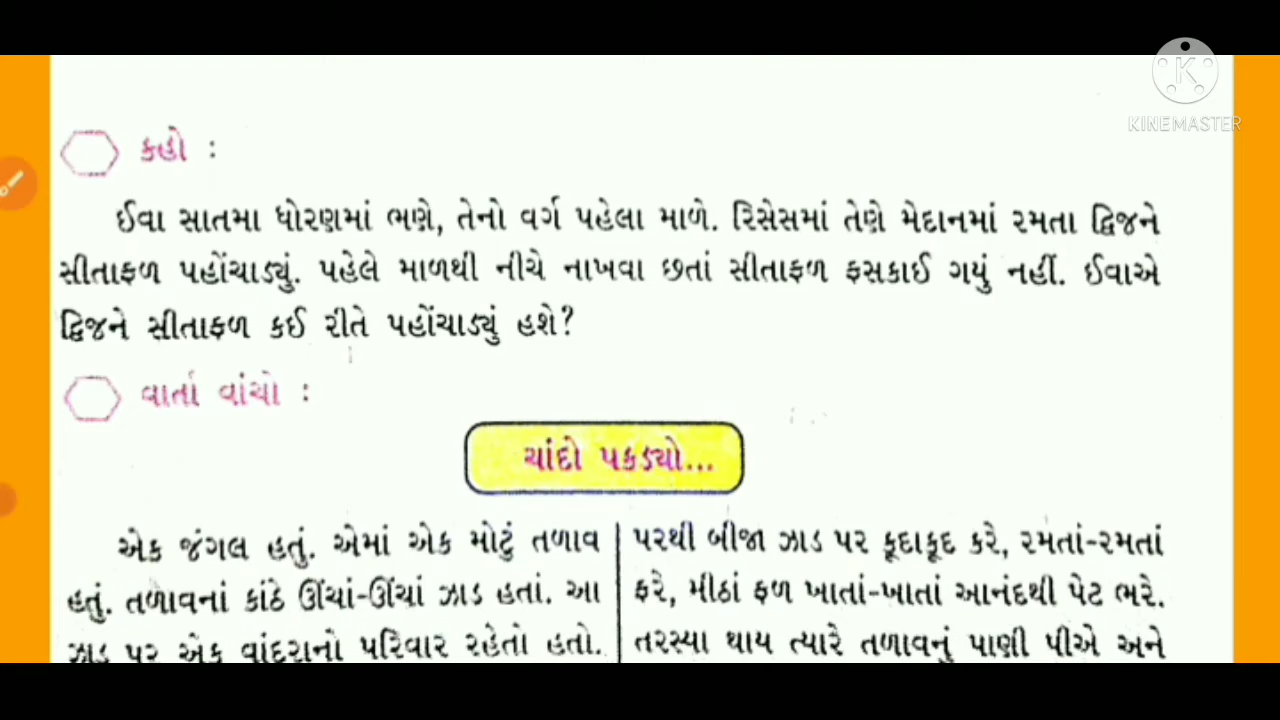 KINEMASTER
કહો :
ઈવા સાતમા ધોરણમાં ભણે, તેનો વર્ગ પહેલા માળે. રિસેસમાં તેણે મેદાનમાં રમતા દ્વિજને
સીતાફળ પહોંચાડ્યું. પહેલે માળથી નીચે નાખવા છતાં સીતાફળ ફસકાઈ ગયું નહીં. ઈવાએ
દ્વિજને સીતાફળ કઈ રીતે પહોંચાડ્યું હશે?
વાર્તા વાંચો :
ચાંદો પકડ્યો...
એક જંગલ હતું. એમાં એક મોટું તળાવ
હતું. તળાવનાં કાંઠે ઊંચાં-ઊંચાં ઝાડ હતાં. આ
ઝાડ પર એક વાંદરાનો પરિવાર રહેતો હતો.
પરથી બીજા ઝાડ પર કૂદાકૂદ કરે, રમતાં-રમતાં
ફરે, મીઠાં ફળ ખાતાં-ખાતાં આનંદથી પેટ ભરે.
તરસ્યા થાય ત્યારે તળાવનું પાણી પીએ અને